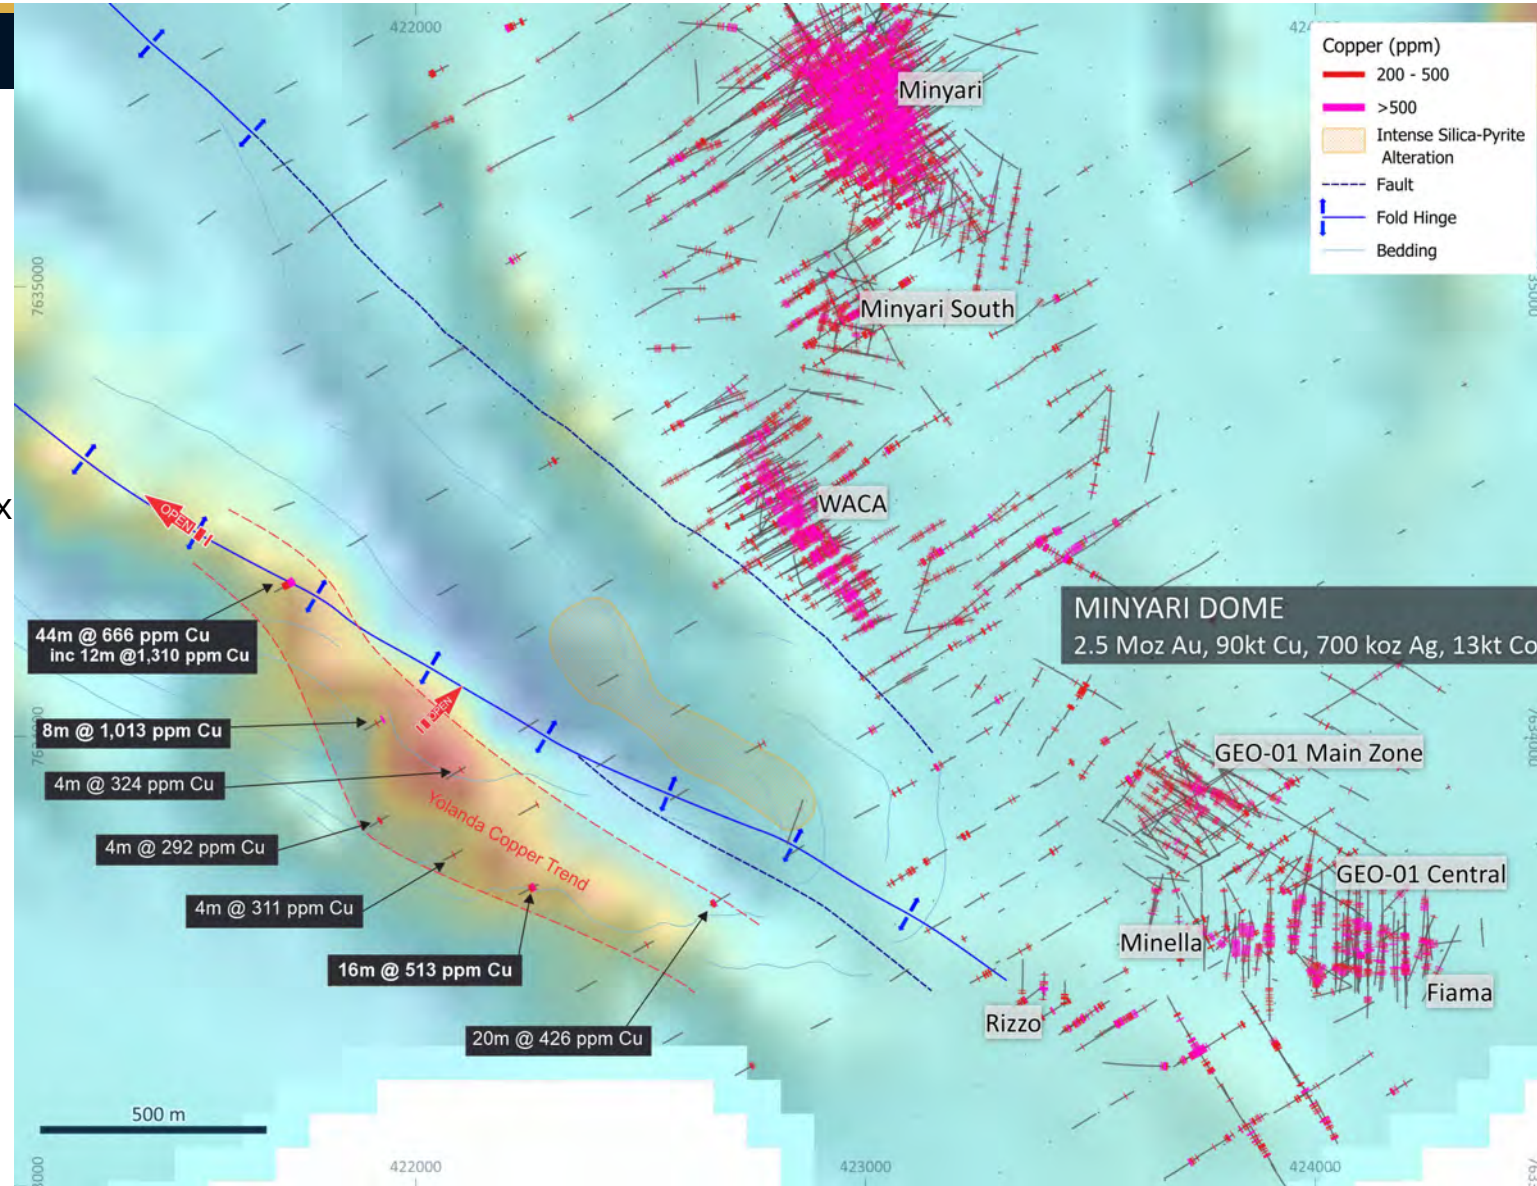 422000
Copper (ppm)
200 - 500
>500
Intense Silica-Pyrite
Alteration
Fault
Fold Hinge
Bedding
Minyari
7635000
Minyari South
x
OPEN
WACA
MINYARI DOME
2.5 Moz Au, 90kt Cu, 700 koz Ag, 13kt Co
44m @ 666 ppm Cu
inc 12m @1,310 ppm Cu
OPEN
8m @ 1,013 ppm Cu
GEO-01 Main Zone
4m @ 324 ppm Cu
Yolanda Copper Trend
4m @ 292 ppm Cu
GEO-01 Central
4m @ 311 ppm Cu
Minella
16m @ 513 ppm Cu
Fiama
Rizzo
20m @ 426 ppm Cu
500 m
422000
423000
424000